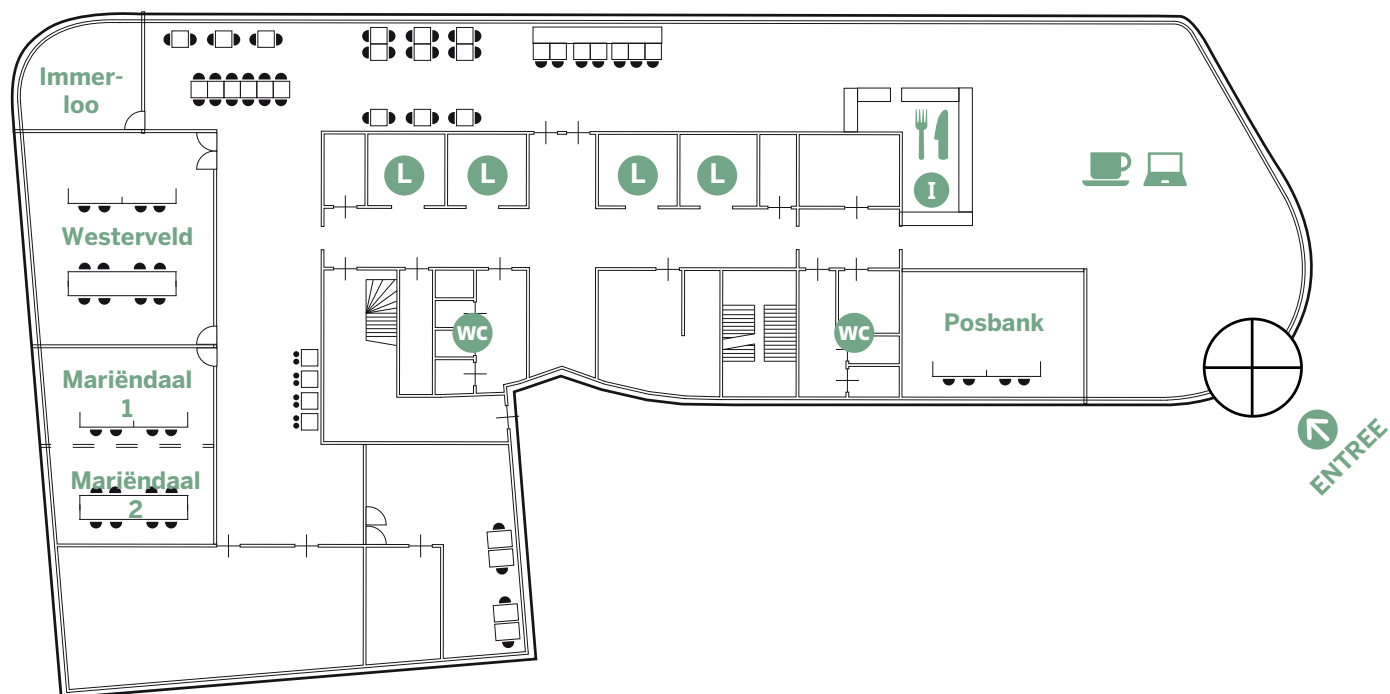 Immer-
loo
L
L
L
L
I
Westerveld
WC
WC
Posbank
Mariëndaal
1
Mariëndaal
2
ENTREE